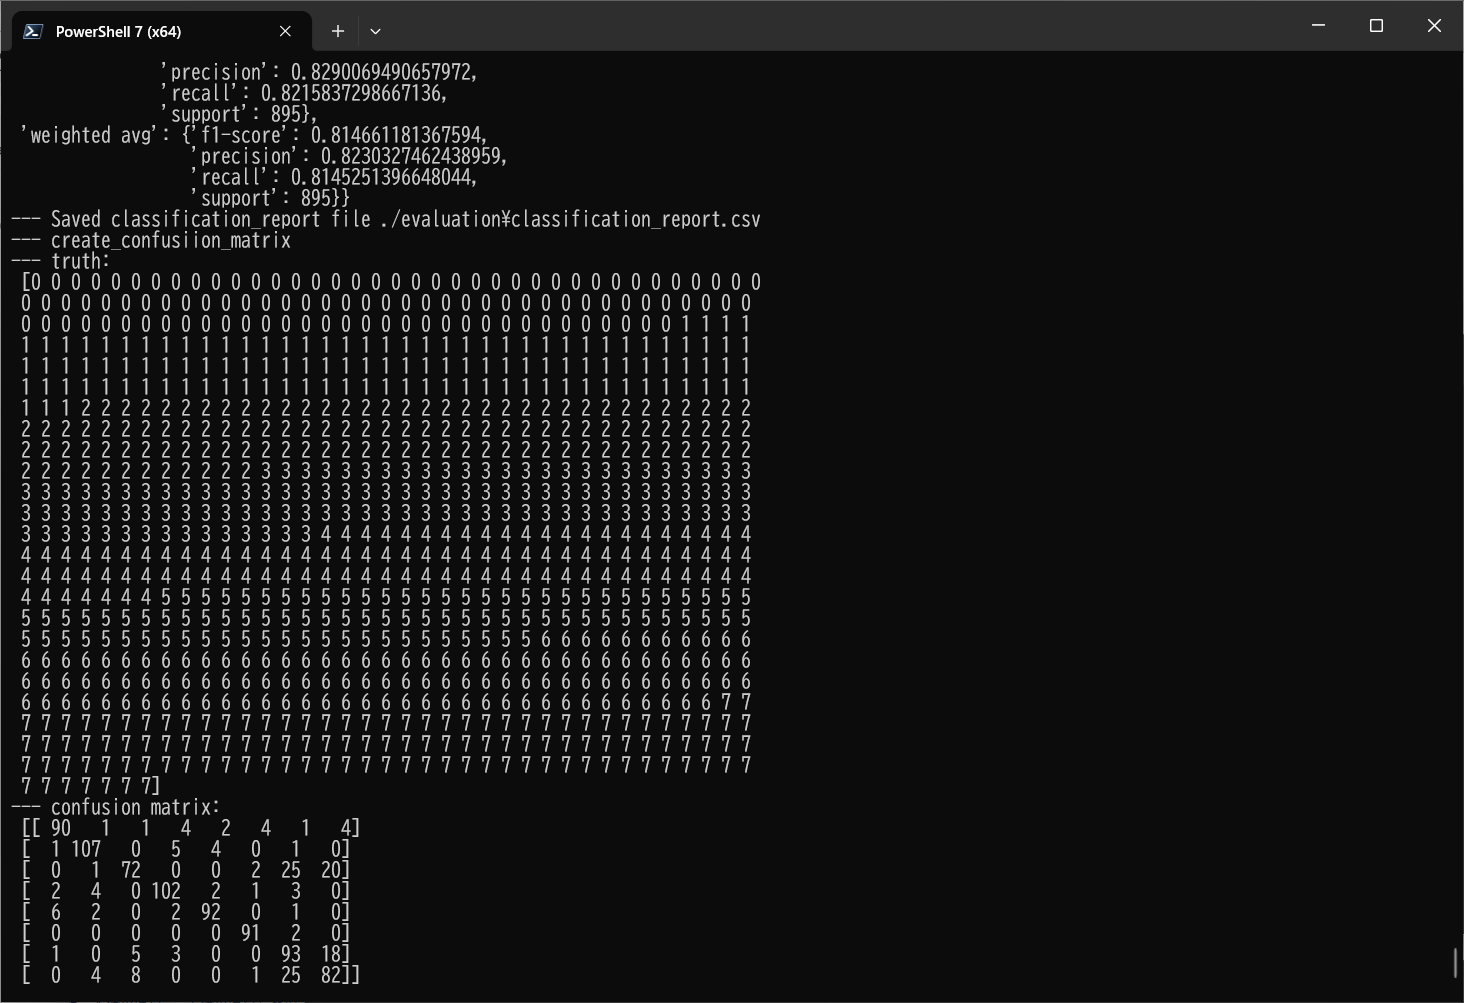 'precision': 0.8290069490657972,
'recall': 0.8215837298667136,
'support': 895},
'weighted avg': {'f1-score': 0.814661181367594,
'precision': 0.8230327462438959,
'recall': 0.8145251396648044,
'support': 895}}
--- Saved classification_report file ./evaluation¥classification_report.csv
--- create_confusiion_matrix
--- truth:
[0 0 0 0 0 0 0 0 0 0 0 0 0 0 0 0 0 0 0 0 0 0 0 0 0 0 0 0 0 0 0 0 0 0 0 0 0
0 0 0 0 0 0 0 0 0 0 0 0 0 0 0 0 0 0 0 0 0 0 0 0 0 0 0 0 0 0 0 0 0 0 0 0 0
0 0 0 0 0 0 0 0 0 0 0 0 0 0 0 0 0 0 0 0 0 0 0 0 0 0 0 0 0 0 0 0 0 1 1 1 1
1 1 1 1 1 1 1 1 1 1 1 1 1 1 1 1 1 1 1 1 1 1 1 1 1 1 1 1 1 1 1 1 1 1 1 1 1
1 1 1 1 1 1 1 1 1 1 1 1 1 1 1 1 1 1 1 1 1 1 1 1 1 1 1 1 1 1 1 1 1 1 1 1 1
1 1 1 1 1 1 1 1 1 1 1 1 1 1 1 1 1 1 1 1 1 1 1 1 1 1 1 1 1 1 1 1 1 1 1 1 1
1 1 1 2 2 2 2 2 2 2 2 2 2 2 2 2 2 2 2 2 2 2 2 2 2 2 2 2 2 2 2 2 2 2 2 2 2
2 2 2 2 2 2 2 2 2 2 2 2 2 2 2 2 2 2 2 2 2 2 2 2 2 2 2 2 2 2 2 2 2 2 2 2 2
2 2 2 2 2 2 2 2 2 2 2 2 2 2 2 2 2 2 2 2 2 2 2 2 2 2 2 2 2 2 2 2 2 2 2 2 2
2 2 2 2 2 2 2 2 2 2 2 2 3 3 3 3 3 3 3 3 3 3 3 3 3 3 3 3 3 3 3 3 3 3 3 3 3
3 3 3 3 3 3 3 3 3 3 3 3 3 3 3 3 3 3 3 3 3 3 3 3 3 3 3 3 3 3 3 3 3 3 3 3 3
3 3 3 3 3 3 3 3 3 3 3 3 3 3 3 3 3 3 3 3 3 3 3 3 3 3 3 3 3 3 3 3 3 3 3 3 3
3 3 3 3 3 3 3 3 3 3 3 3 3 3 3 4 4 4 4 4 4 4 4 4 4 4 4 4 4 4 4 4 4 4 4 4 4
4 4 4 4 4 4 4 4 4 4 4 4 4 4 4 4 4 4 4 4 4 4 4 4 4 4 4 4 4 4 4 4 4 4 4 4 4
4 4 4 4 4 4 4 4 4 4 4 4 4 4 4 4 4 4 4 4 4 4 4 4 4 4 4 4 4 4 4 4 4 4 4 4 4
4 4 4 4 4 4 4 5 5 5 5 5 5 5 5 5 5 5 5 5 5 5 5 5 5 5 5 5 5 5 5 5 5 5 5 5 5
5 5 5 5 5 5 5 5 5 5 5 5 5 5 5 5 5 5 5 5 5 5 5 5 5 5 5 5 5 5 5 5 5 5 5 5 5
5 5 5 5 5 5 5 5 5 5 5 5 5 5 5 5 5 5 5 5 5 5 5 5 5 5 6 6 6 6 6 6 6 6 6 6 6
6 6 6 6 6 6 6 6 6 6 6 6 6 6 6 6 6 6 6 6 6 6 6 6 6 6 6 6 6 6 6 6 6 6 6 6 6
6 6 6 6 6 6 6 6 6 6 6 6 6 6 6 6 6 6 6 6 6 6 6 6 6 6 6 6 6 6 6 6 6 6 6 6 6
6 6 6 6 6 6 6 6 6 6 6 6 6 6 6 6 6 6 6 6 6 6 6 6 6 6 6 6 6 6 6 6 6 6 6 7 7
7 7 7 7 7 7 7 7 7 7 7 7 7 7 7 7 7 7 7 7 7 7 7 7 7 7 7 7 7 7 7 7 7 7 7 7 7
7 7 7 7 7 7 7 7 7 7 7 7 7 7 7 7 7 7 7 7 7 7 7 7 7 7 7 7 7 7 7 7 7 7 7 7 7
7 7 7 7 7 7 7 7 7 7 7 7 7 7 7 7 7 7 7 7 7 7 7 7 7 7 7 7 7 7 7 7 7 7 7 7 7
7 7 7 7 7 7 7]
--- confusion matrix:
[[ 90   1   1   4   2   4   1   4]
[  1 107   0   5   4   0   1   0]
[  0   1  72   0   0   2  25  20]
[  2   4   0 102   2   1   3   0]
[  6   2   0   2  92   0   1   0]
[  0   0   0   0   0  91   2   0]
[  1   0   5   3   0   0  93  18]
[  0   4   8   0   0   1  25  82]]
PowerShell 7 (x64)